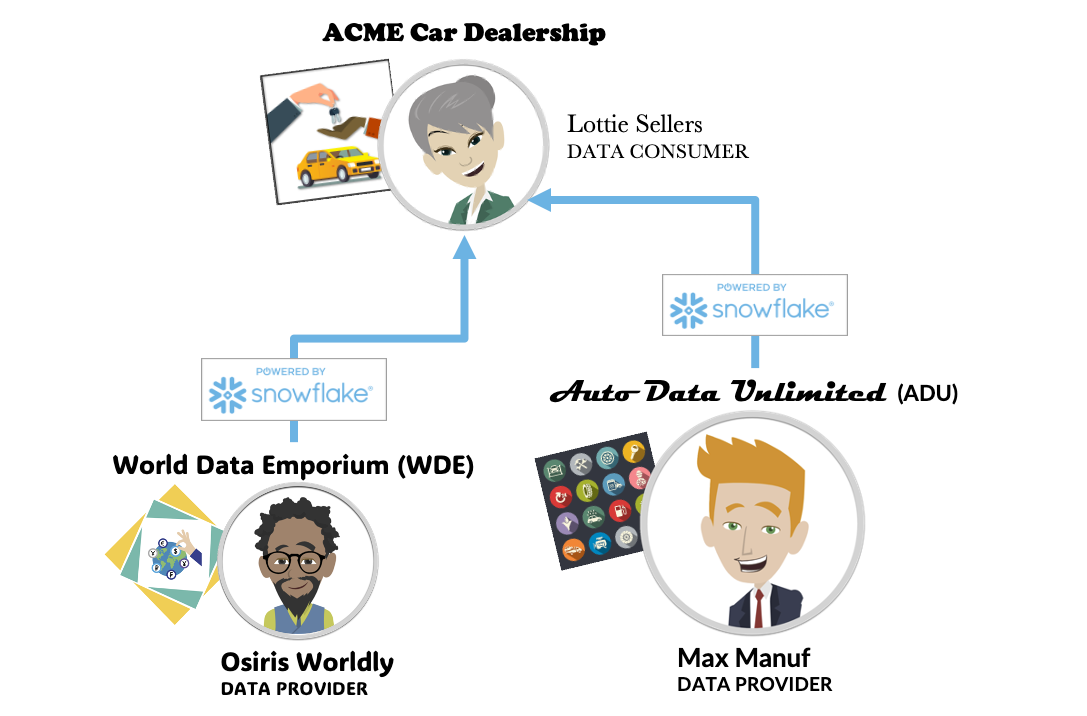 ACME Car Dealership
Lottie Sellers
DATA CONSUMER
POWERED BY
snowflake®
POWERED BY
snowflake®
Auto Data Unlimited (ADU)
World Data Emporium (WDE)
Osiris Worldly
DATA PROVIDER
Max Manuf
DATA PROVIDER